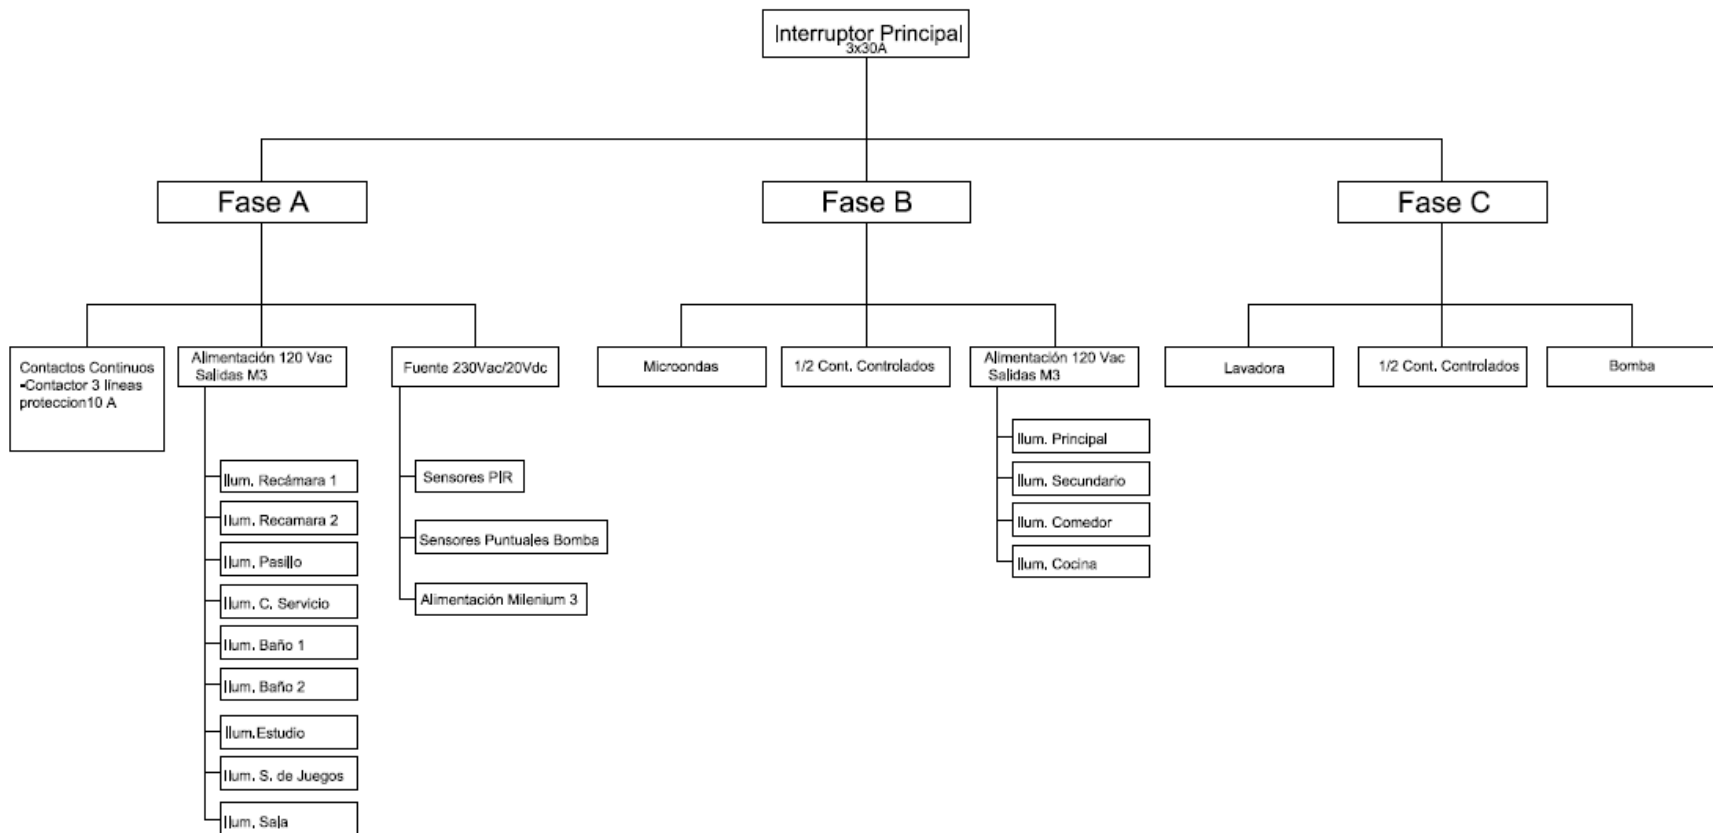 Interruptor Principal
3x30A
Fase A
Fase B
Fase C
Contactos Continuos
-Contactor 3 líneas
proteccion10 A
Alimentación 120 Vac
Salidas M3
Fuente 230Vac/20Vdc
Microondas
1/2 Cont. Controlados
Alimentación 120 Vac
Salidas M3
Lavadora
1/2 Cont. Controlados
Bomba
Ilum. Recámara 1
Ilum. Recamara 2
Ilum. Pasillo
Ilum. C. Servicio
Ilum. Baño 1
Ilum. Baño 2
Ilum.Estudio
Ilum. S. de Juegos
Ilum. Sala
Sensores PIR
Sensores Puntuales Bomba
Alimentación Milenium 3
Ilum. Principal
Ilum. Secundario
Ilum. Comedor
Ilum. Cocina